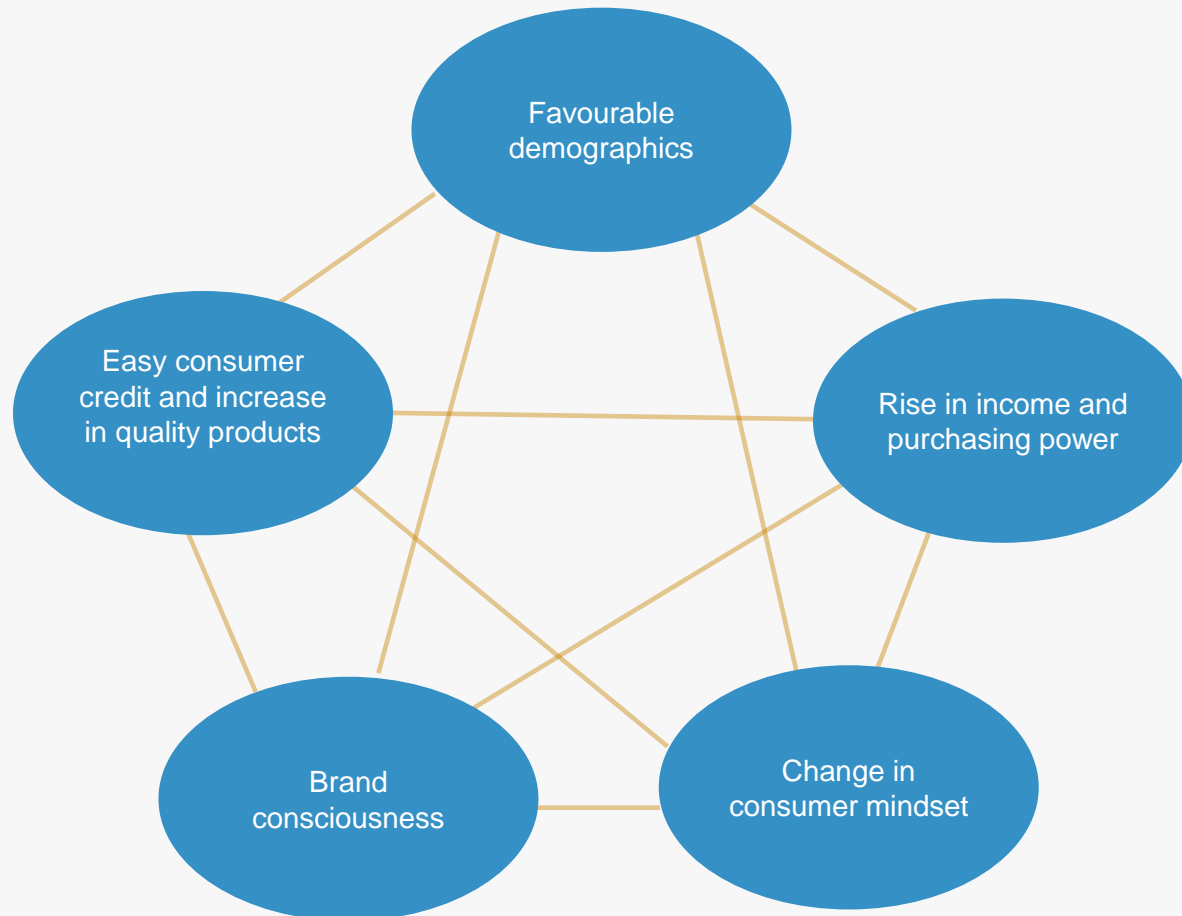 Favourable
demographics
Easy consumer
credit and increase
in quality products
Rise in income and
purchasing power
Brand
consciousness
Change in
consumer mindset